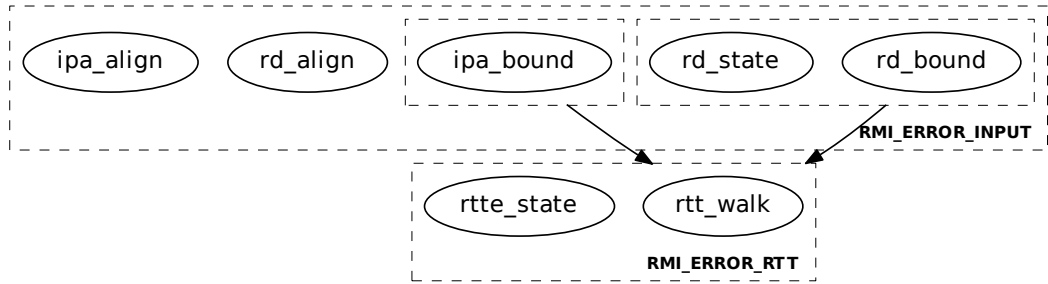 ipa_align rd_align ipa_bound rd_state rd_bound
RMI_ERROR_INPUT
rtte_state rtt_walk
RMI_ERROR_RTT